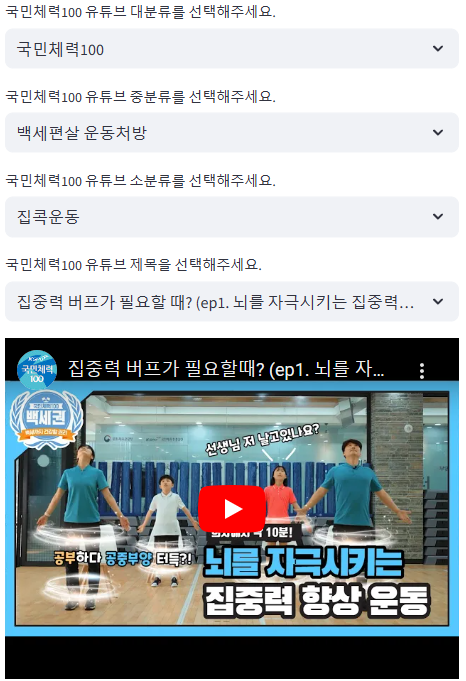 국민체력100 유튜브 대분류를 선택해주세요.
국민체력100
국민체력100 유튜브 중분류를 선택해주세요.
백세편살 운동처방
국민체력100 유튜브 소분류를 선택해주세요.
집콕운동
국민체력100 유튜브 제목을 선택해주세요.
집중력 버프가 필요할 때? (ep1. 뇌를 자극시키는 집중력...
국민체력
100
집중력 버프가 필요할때? (ep1. 뇌를 자...
백세권
선생님 저 날고있나요?
10분!
공부하다 공중부양 터득?!
뇌를 자극시키는
집중력 향상 운동